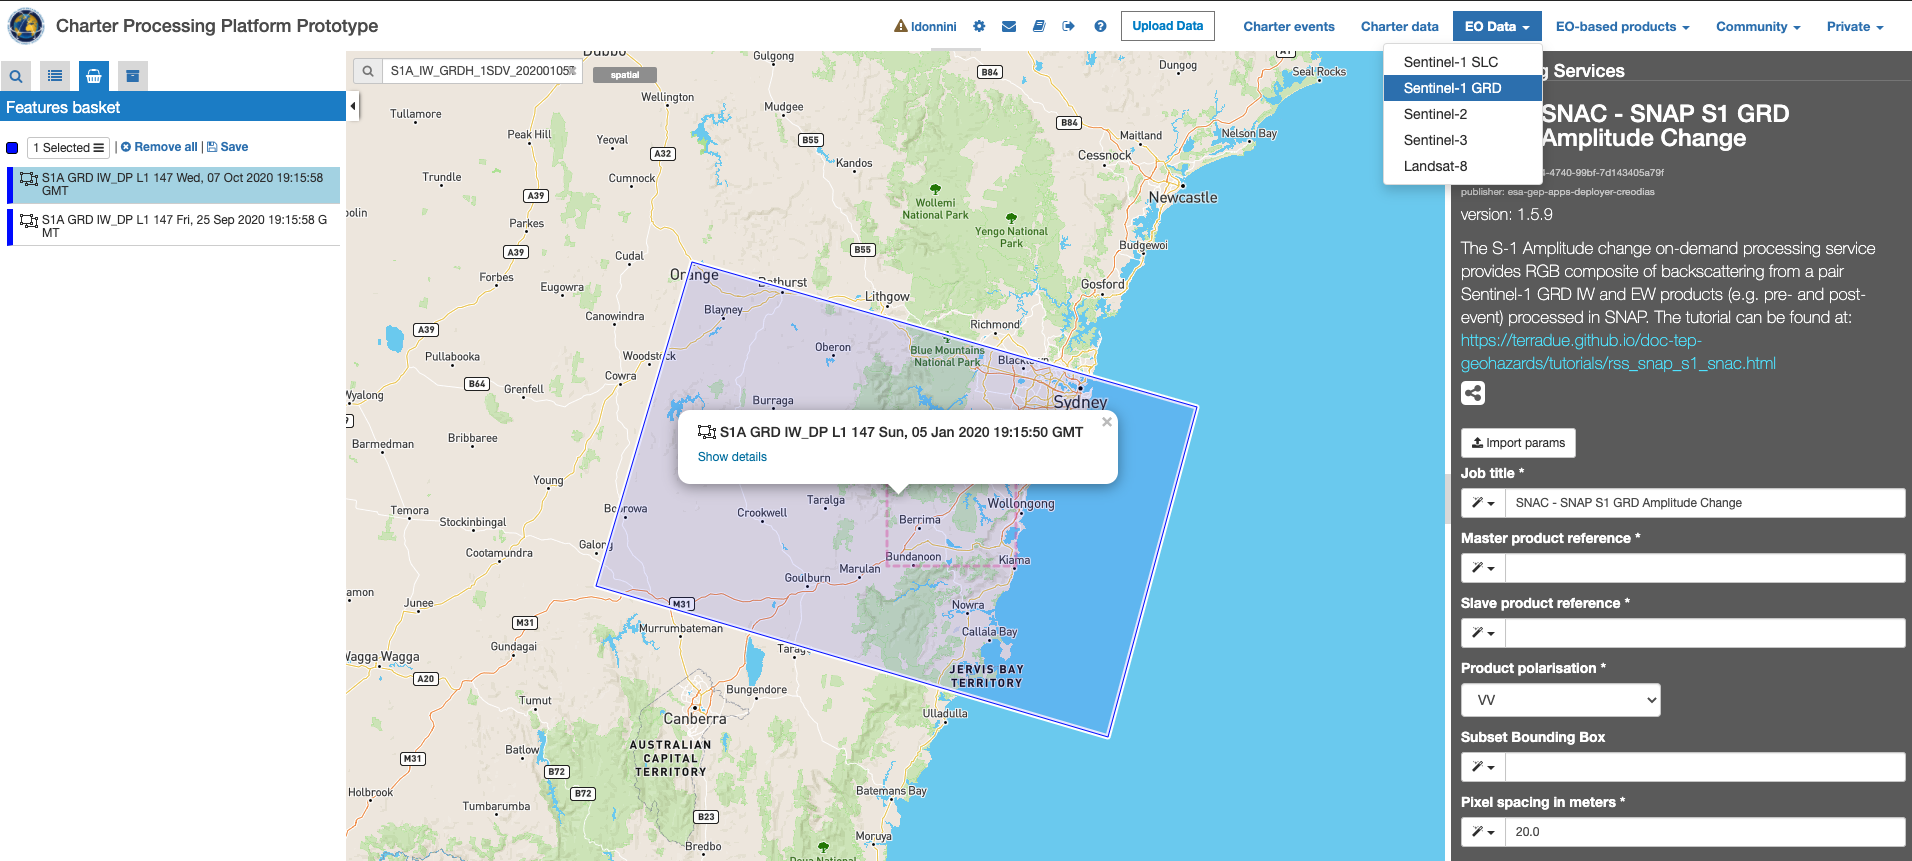 Charter Processing Platform Prototype
ldonnini
Upload Data
Charter events
Charter data
EO Data
EO-based products
Community
Private
Sentinel-1 SLC
Sentinel-1 GRD
Sentinel-2
Sentinel-3
Landsat-8
Features basket
1 Selected
| Remove all | Save
S1A GRD IW_DP L1 147 Wed, 07 Oct 2020 19:15:58
GMT
S1A GRD IW_DP L1 147 Fri, 25 Sep 2020 19:15:58 G
MT
S1A_IW_GRDH_1SDV_20200105
spatial
Dubbo
Gulgong
A1
Dungog
Seal Rocks
B84
Tullamore
Wellington
Mudgee
B84
Peak Hill
Yeoval
B55
Maitland
Nelson Bay
A32
Kandos
Cessnock
Trundle
Cumnock
A39
Wollemi
National Park
Newcastle
Parkes
Yengo National
Park
A39
Cudal
B55
Budgewoi
Forbes
Orange
Bathurst
Eugowra
Lithgow
Gosford
Blayney
Canowindra
Richmond
A39
Oberon
Blue Mountains
National Park
Pullabooka
Cowra
B64
Grenfell
Burraga
Sydney
S1A GRD IW_DP L1 147 Sun, 05 Jan 2020 19:15:50 GMT
Show details
Bribbaree
Barmedman
Young
Taralga
Wollongong
Temora
Crookwell
Stockinbingal
Berrima
Cootamundra
Galong
Bundanoon
Kiama
Marulan
Goulburn
Junee
M31
Nowra
M31
Murrumbateman
Callala Bay
Gundagai
JERVIS BAY
TERRITORY
A20
Bungendore
Tumut
Ulladulla
Canberra
AUSTRALIAN
CAPITAL
TERRITORY
Batlow
M31
B72
Holbrook
B72
Batemans Bay
Tumbarumba
B23
Moruya
Bredbo
g Services
SNAC - SNAP S1 GRD
Amplitude Change
4-4740-99bf-7d143405a79f
publisher: esa-gep-apps-deployer-creodias
version: 1.5.9
The S-1 Amplitude change on-demand processing service
provides RGB composite of backscattering from a pair
Sentinel-1 GRD IW and EW products (e.g. pre- and post-
event) processed in SNAP. The tutorial can be found at:
https://terradue.github.io/doc-tep-
geohazards/tutorials/rss_snap_s1_snac.html
Import params
Job title *
SNAC - SNAP S1 GRD Amplitude Change
Master product reference *
Slave product reference *
Product polarisation *
VV
Subset Bounding Box
Pixel spacing in meters *
20.0